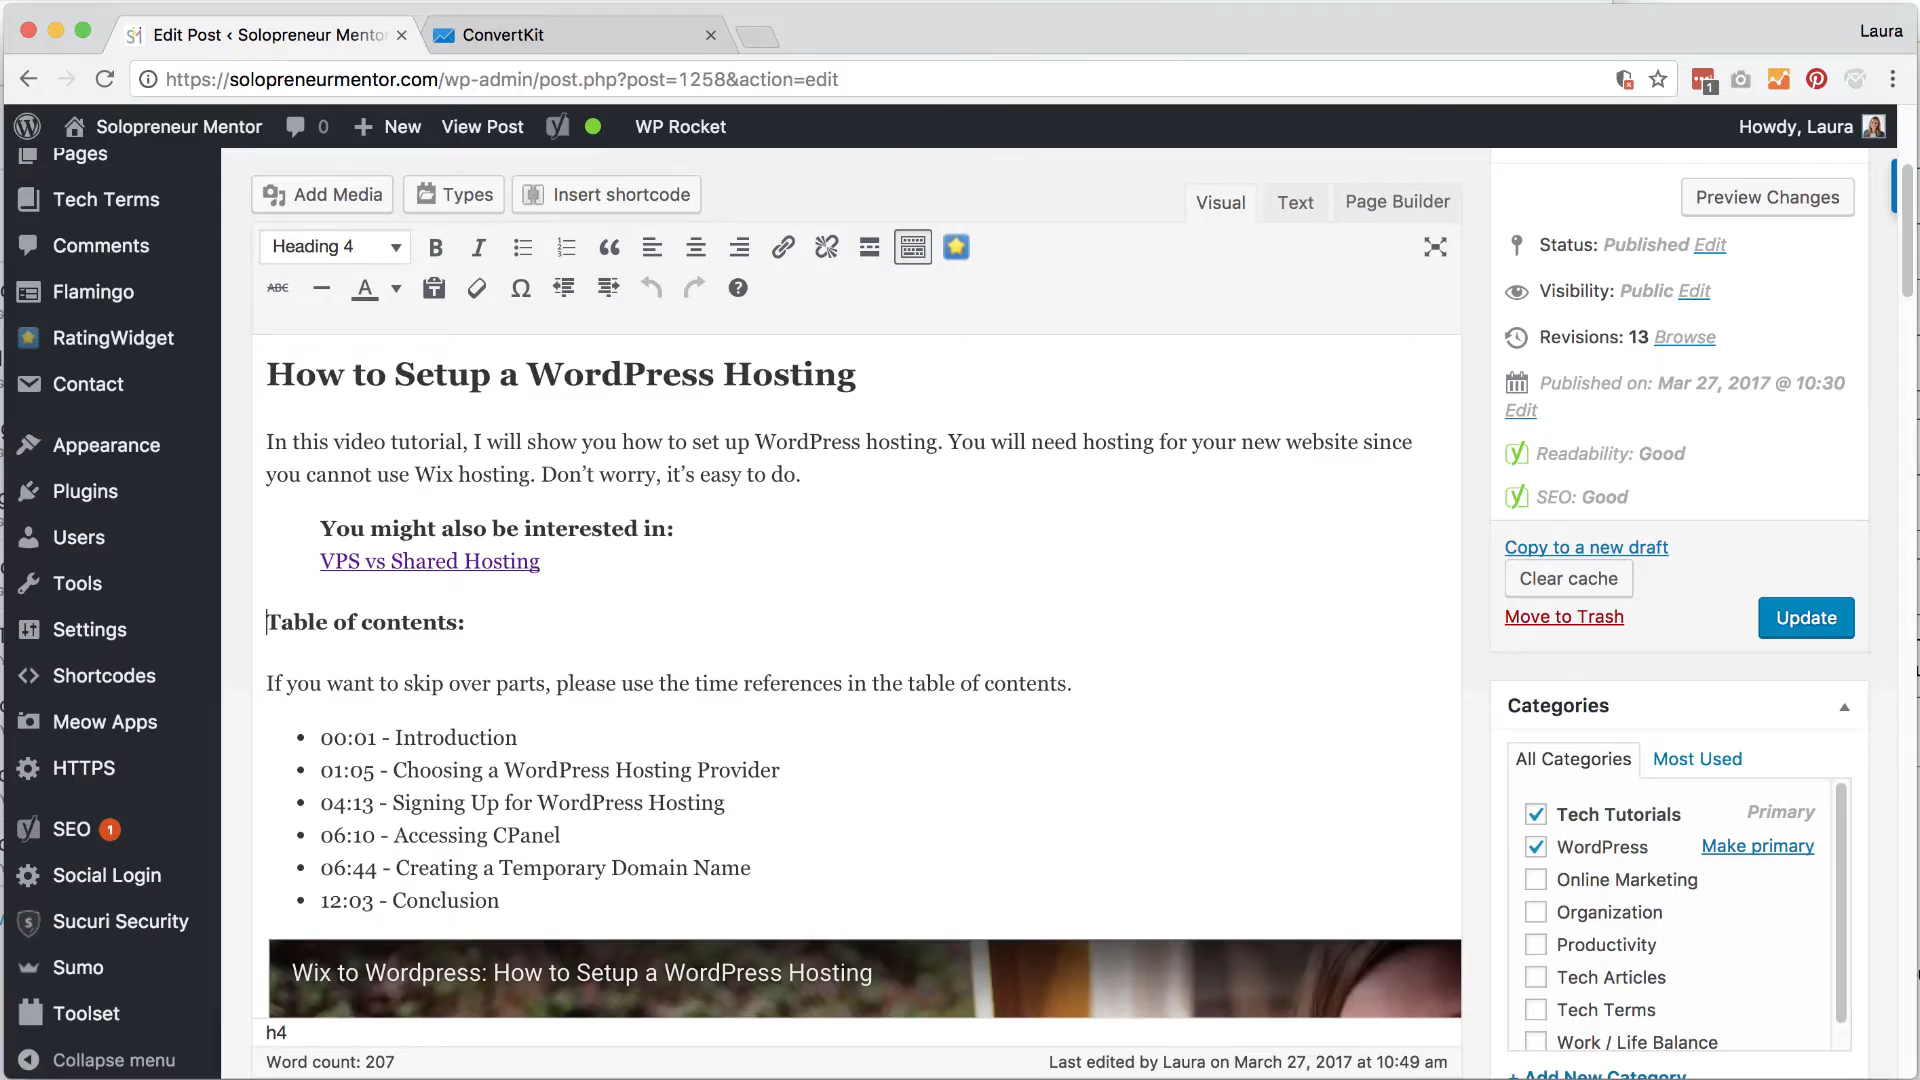 Edit Post ‹ Solopreneur Mento
ConvertKit
Laura
https://solopreneurmentor.com/wp-admin/post.php?post=1258&action=edit
1
Solopreneur Mentor
0
New
View Post
WP Rocket
Howdy, Laura
Pages
Tech Terms
Comments
Flamingo
RatingWidget
Contact
Appearance
Plugins
Users
Tools
Settings
Shortcodes
Meow Apps
HTTPS
SEO 1
Social Login
Sucuri Security
Sumo
Toolset
Collapse menu
Add Media
Types
Insert shortcode
Visual
Text
Page Builder
Heading 4
B I
ABC A
How to Setup a WordPress Hosting
In this video tutorial, I will show you how to set up WordPress hosting. You will need hosting for your new website since
you cannot use Wix hosting. Don’t worry, it’s easy to do.
You might also be interested in:
VPS vs Shared Hosting
Table of contents:
If you want to skip over parts, please use the time references in the table of contents.
• 00:01 - Introduction
• 01:05 - Choosing a WordPress Hosting Provider
• 04:13 - Signing Up for WordPress Hosting
• 06:10 - Accessing CPanel
• 06:44 - Creating a Temporary Domain Name
• 12:03 - Conclusion
Wix to Wordpress: How to Setup a WordPress Hosting
h4
Word count: 207
Last edited by Laura on March 27, 2017 at 10:49 am
Preview Changes
Status: Published Edit
Visibility: Public Edit
Revisions: 13 Browse
Published on: Mar 27, 2017 @ 10:30
Edit
Readability: Good
SEO: Good
Copy to a new draft
Clear cache
Move to Trash
Update
Categories
All Categories
Most Used
Tech Tutorials Primary
WordPress Make primary
Online Marketing
Organization
Productivity
Tech Articles
Tech Terms
Work / Life Balance
+ Add New Category